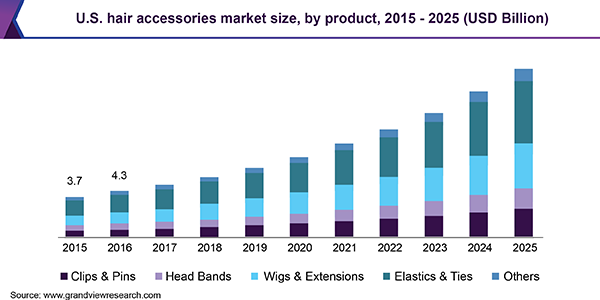 U.S. hair accessories market size, by product, 2015 - 2025 (USD Billion)
3.7
4.3
2015 2016 2017 2018 2019 2020 2021 2022 2023 2024 2025
Clips & Pins Head Bands Wigs & Extensions Elastics & Ties Others
Source: www.grandviewresearch.com